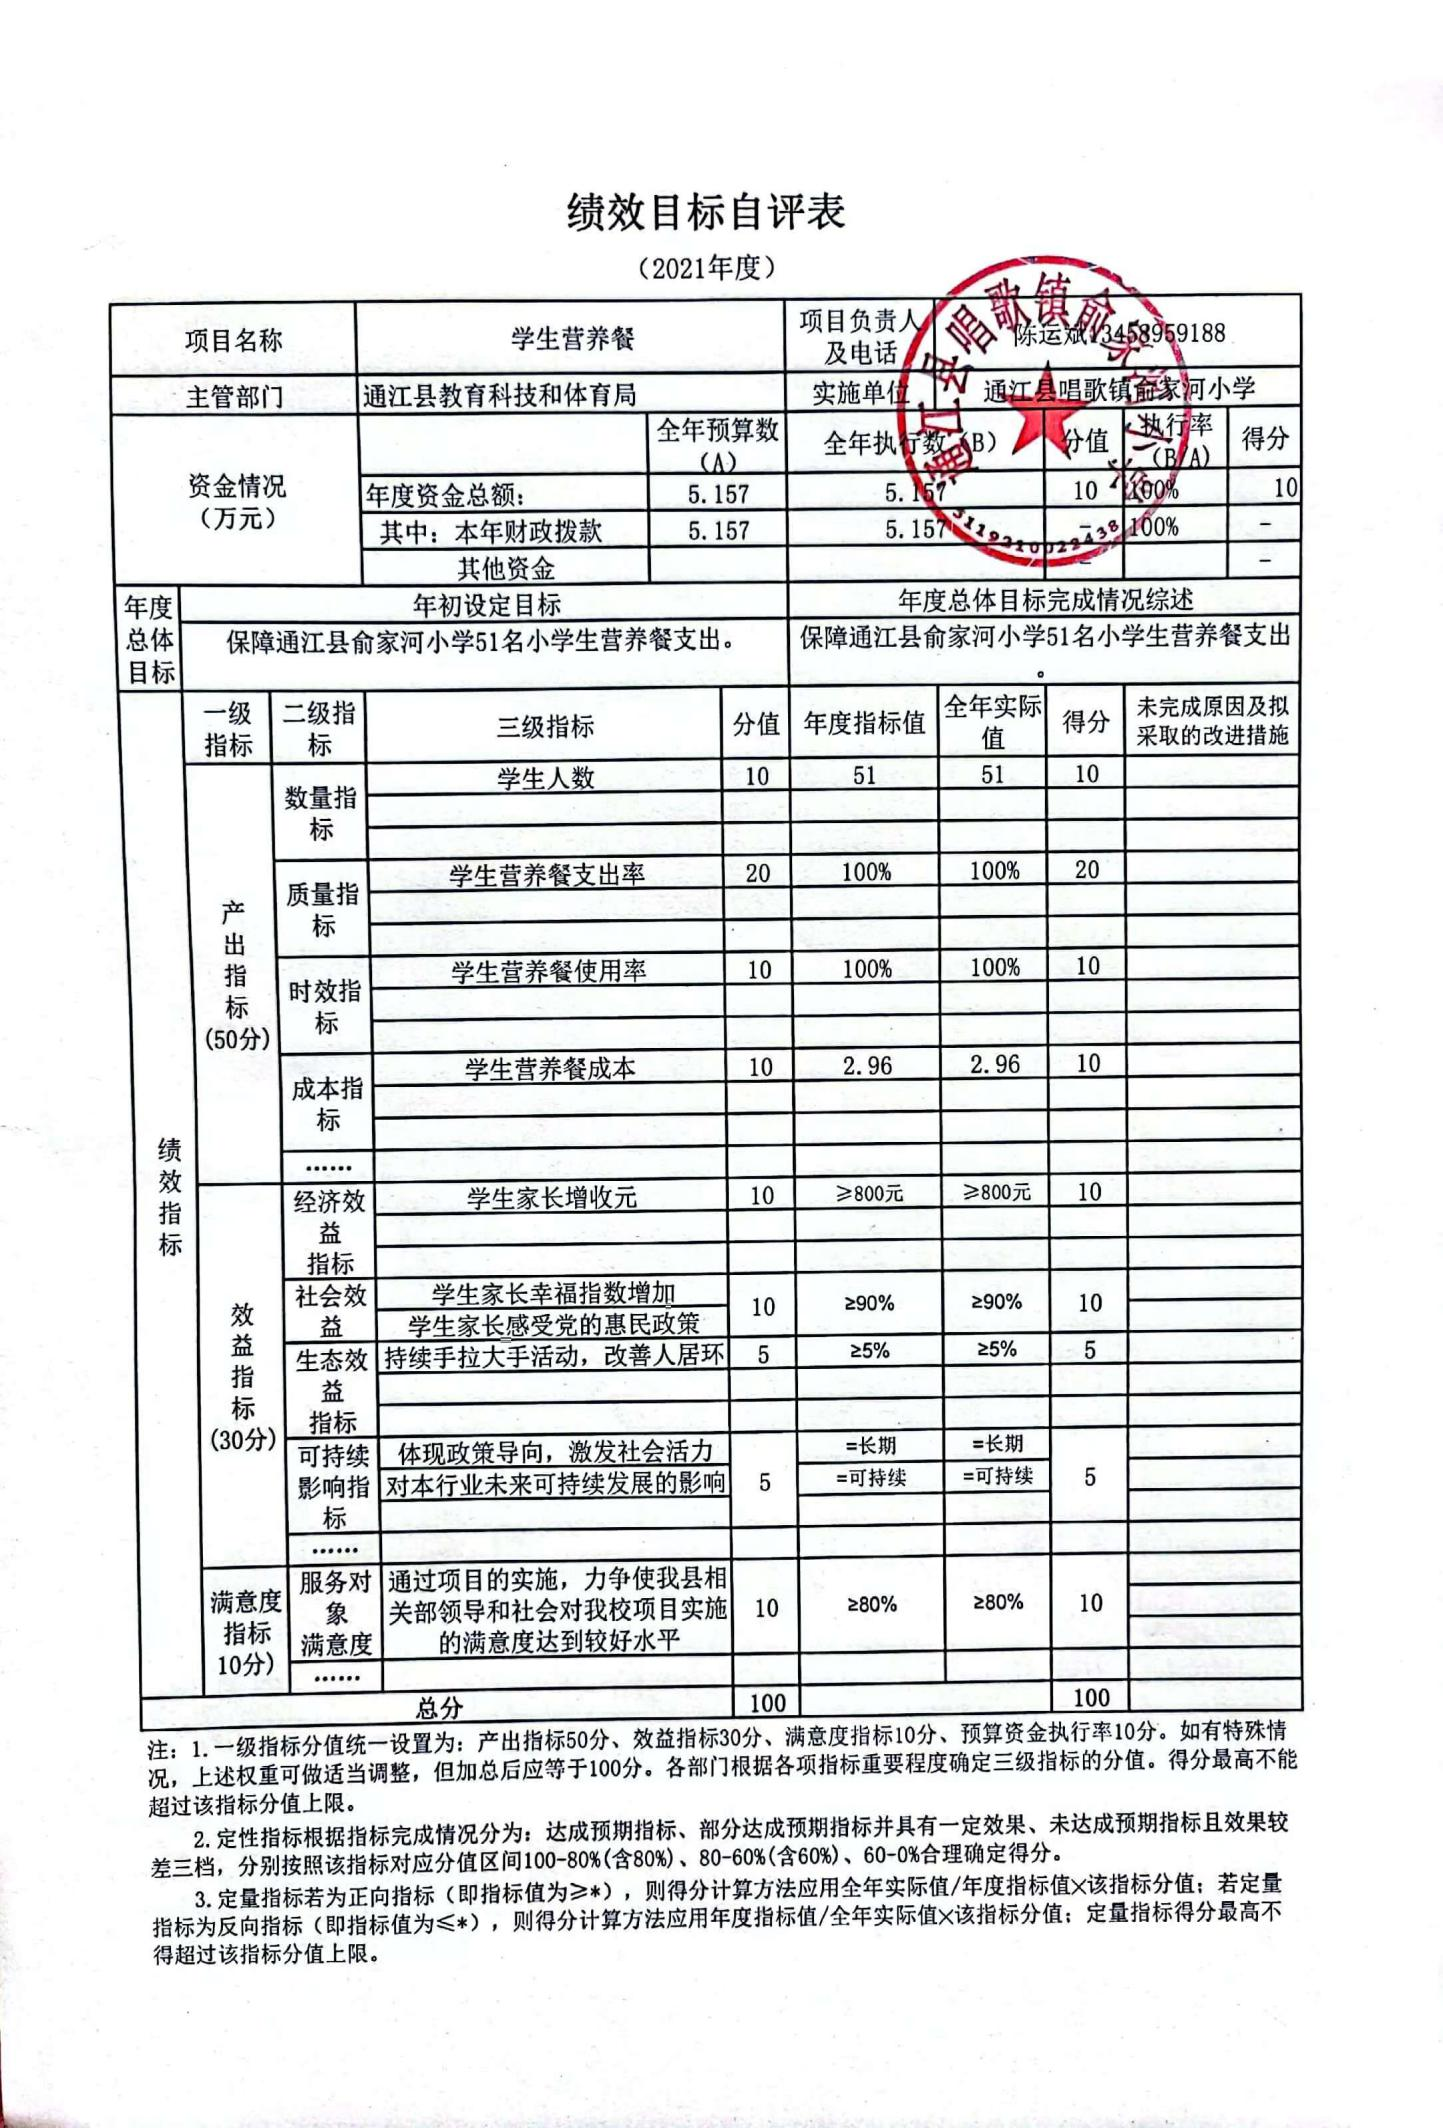 绩效目标自评表
（2021年度）
项目名称 学生营养餐 项目负责人及电话 陈运斌13458959188
主管部门 通江县教育科技和体育局 实施单位 通江县唱歌镇俞家河小学
资金情况（万元） 全年预算数（A） 全年执行数（B） 分值 执行率（B/A） 得分
年度资金总额： 5.157 5.157 10 100% 10
其中：本年财政拨款 5.157 5.157 - 100% -
其他资金 - -
年度总体目标 年初设定目标 年度总体目标完成情况综述
保障通江县俞家河小学51名小学生营养餐支出。 保障通江县俞家河小学51名小学生营养餐支出。
绩效指标 一级指标 二级指标 三级指标 分值 年度指标值 全年实际值 得分 未完成原因及拟采取的改进措施
产出指标(50分) 数量指标 学生人数 10 51 51 10
质量指标 学生营养餐支出率 20 100% 100% 20
时效指标 学生营养餐使用率 10 100% 100% 10
成本指标 学生营养餐成本 10 2.96 2.96 10
……
效益指标(30分) 经济效益指标 学生家长增收元 10 ≥800元 ≥800元 10
社会效益 学生家长幸福指数增加 10 ≥90% ≥90% 10
学生家长感受党的惠民政策
生态效益指标 持续手拉大手活动，改善人居环 5 ≥5% ≥5% 5
可持续影响指标 体现政策导向，激发社会活力 5 =长期 =长期 5
对本行业未来可持续发展的影响 =可持续 =可持续
……
满意度指标10分） 服务对象满意度 通过项目的实施，力争使我县相关部领导和社会对我校项目实施的满意度达到较好水平 10 ≥80% ≥80% 10
……
总分 100 100
注：1.一级指标分值统一设置为：产出指标50分、效益指标30分、满意度指标10分、预算资金执行率10分。如有特殊情
况，上述权重可做适当调整，但加总后应等于100分。各部门根据各项指标重要程度确定三级指标的分值。得分最高不能
超过该指标分值上限。
2.定性指标根据指标完成情况分为：达成预期指标、部分达成预期指标并具有一定效果、未达成预期指标且效果较
差三档，分别按照该指标对应分值区间100-80%(含80%)、80-60%(含60%)、60-0%合理确定得分。
3.定量指标若为正向指标（即指标值为≥*），则得分计算方法应用全年实际值/年度指标值×该指标分值；若定量
指标为反向指标（即指标值为≤*），则得分计算方法应用年度指标值/全年实际值×该指标分值；定量指标得分最高不
得超过该指标分值上限。
通江县唱歌镇俞家河小学
5119210022438